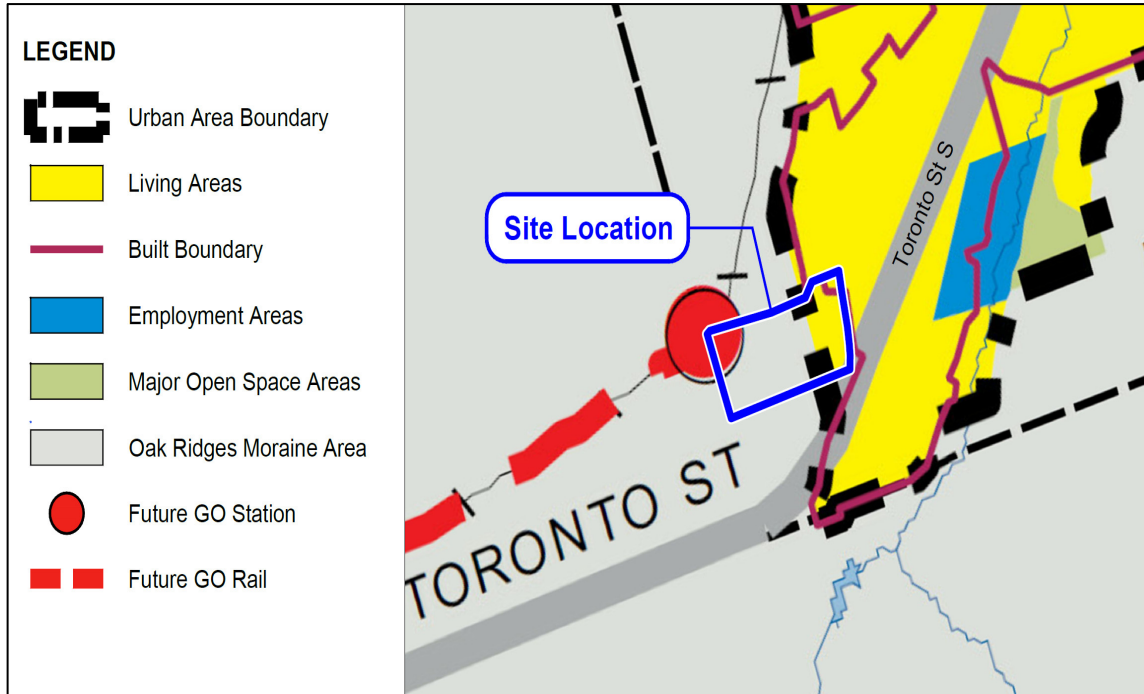 LEGEND
Urban Area Boundary
Living Areas
Built Boundary
Employment Areas
Major Open Space Areas
Oak Ridges Moraine Area
Future GO Station
Future GO Rail
Site Location
Toronto St S
TORONTO ST